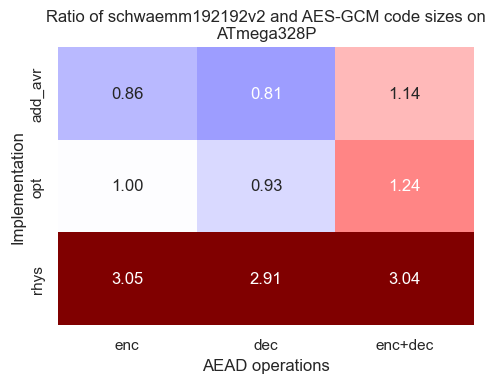 Ratio of schwaemm192192v2 and AES-GCM code sizes on
ATmega328P
Implementation
add_avr
0.86 0.81 1.14
opt
1.00 0.93 1.24
rhys
3.05 2.91 3.04
enc dec enc+dec
AEAD operations